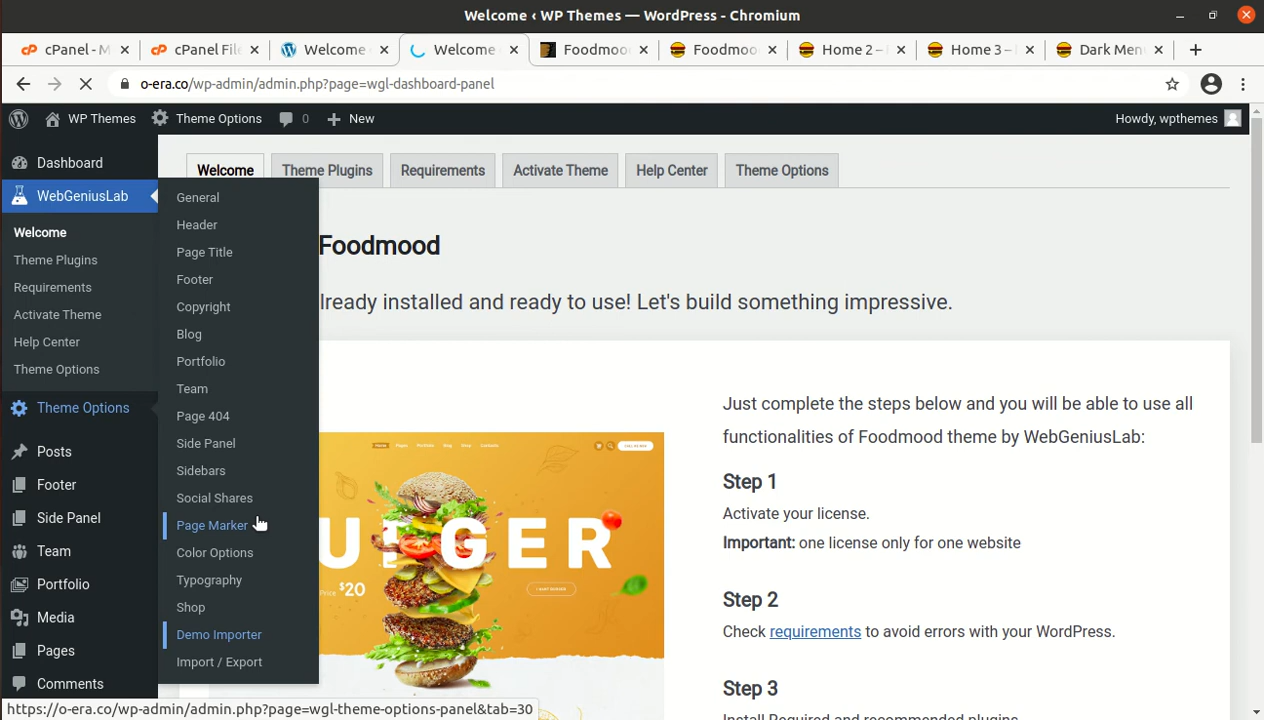 Welcome ‹ WP Themes — WordPress - Chromium
cPanel - M
cPanel File
Welcome
Welcome
Foodmoo
Foodmoo
Home 2 –
Home 3 –
Dark Men
o-era.co/wp-admin/admin.php?page=wgl-dashboard-panel
WP Themes
Theme Options
0
New
Howdy, wpthemes
Dashboard
WebGeniusLab
Welcome
Theme Plugins
Requirements
Activate Theme
Help Center
Theme Options
Theme Options
Posts
Footer
Side Panel
Team
Portfolio
Media
Pages
Comments
General
Header
Page Title
Footer
Copyright
Blog
Portfolio
Team
Page 404
Side Panel
Sidebars
Social Shares
Page Marker
Color Options
Typography
Shop
Demo Importer
Import / Export
Welcome
Theme Plugins
Requirements
Activate Theme
Help Center
Theme Options
Foodmood
lready installed and ready to use! Let's build something impressive.
Price $20
Just complete the steps below and you will be able to use all
functionalities of Foodmood theme by WebGeniusLab:
Step 1
Activate your license.
Important: one license only for one website
Step 2
Check requirements to avoid errors with your WordPress.
Step 3
Install Required and recommended plugins
https://o-era.co/wp-admin/admin.php?page=wgl-theme-options-panel&tab=30